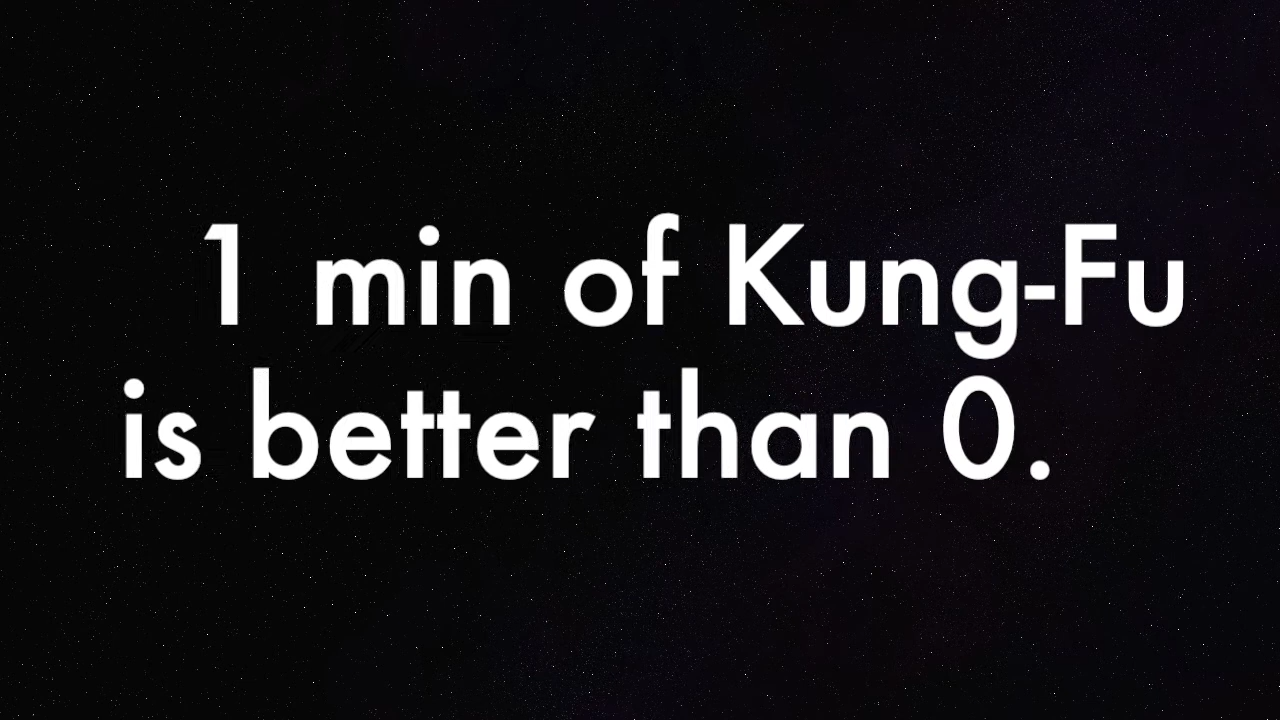 1 min of Kung-Fu
is better than 0.